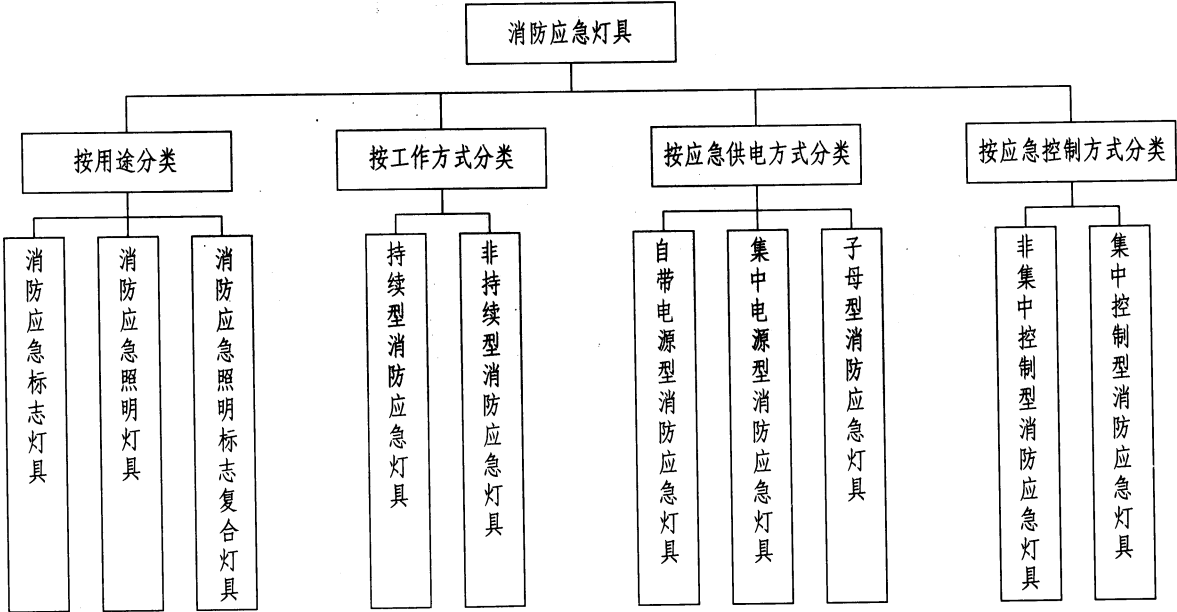 消防应急灯具
按用途分类
按工作方式分类
按应急供电方式分类
按应急控制方式分类
消防应急标志灯具
消防应急照明灯具
消防应急照明标志复合灯具
持续型消防应急灯具
非持续型消防应急灯具
自带电源型消防应急灯具
集中电源型消防应急灯具
子母型消防应急灯具
非集中控制型消防应急灯具
集中控制型消防应急灯具